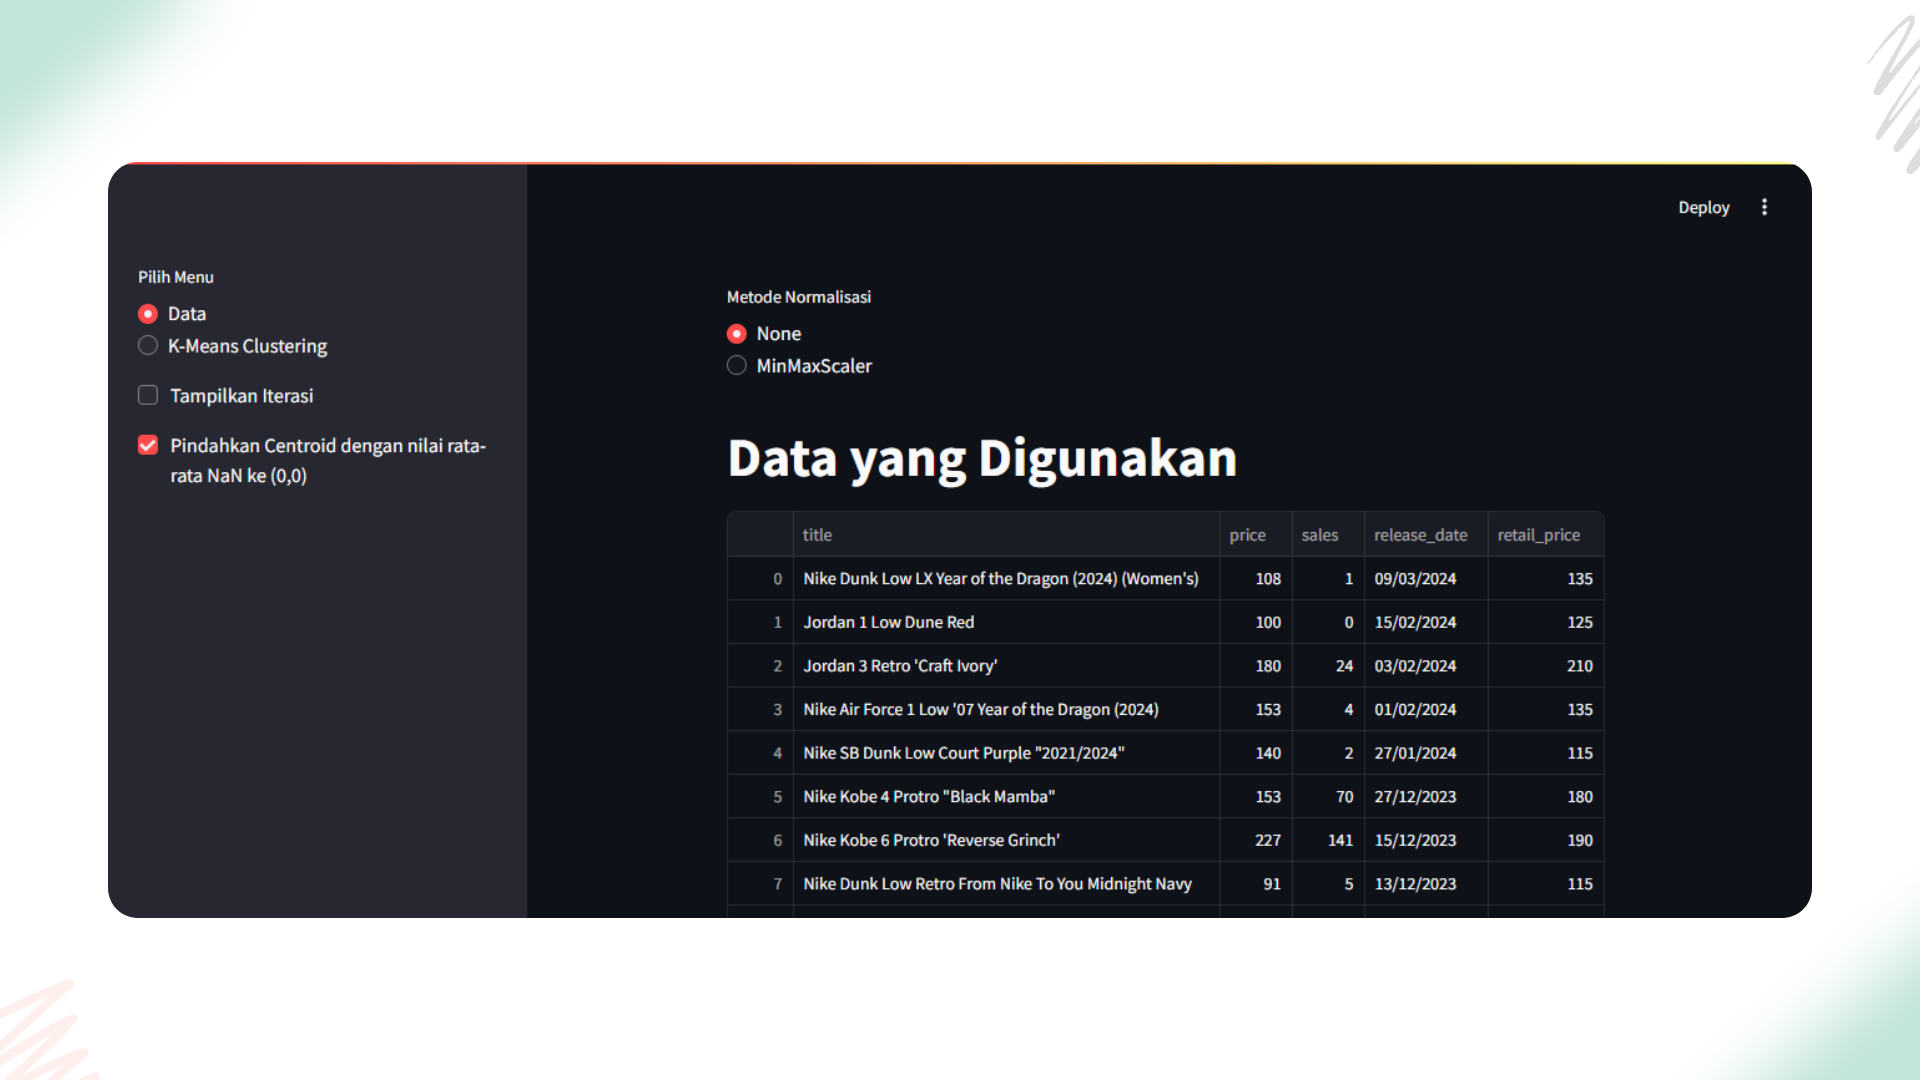 Deploy
Pilih Menu
Data
K-Means Clustering
Tampilkan Iterasi
Pindahkan Centroid dengan nilai rata-
rata NaN ke (0,0)
Metode Normalisasi
None
MinMaxScaler
Data yang Digunakan
title price sales release_date retail_price
0 Nike Dunk Low LX Year of the Dragon (2024) (Women's) 108 1 09/03/2024 135
1 Jordan 1 Low Dune Red 100 0 15/02/2024 125
2 Jordan 3 Retro 'Craft Ivory' 180 24 03/02/2024 210
3 Nike Air Force 1 Low '07 Year of the Dragon (2024) 153 4 01/02/2024 135
4 Nike SB Dunk Low Court Purple "2021/2024" 140 2 27/01/2024 115
5 Nike Kobe 4 Protro "Black Mamba" 153 70 27/12/2023 180
6 Nike Kobe 6 Protro 'Reverse Grinch' 227 141 15/12/2023 190
7 Nike Dunk Low Retro From Nike To You Midnight Navy 91 5 13/12/2023 115